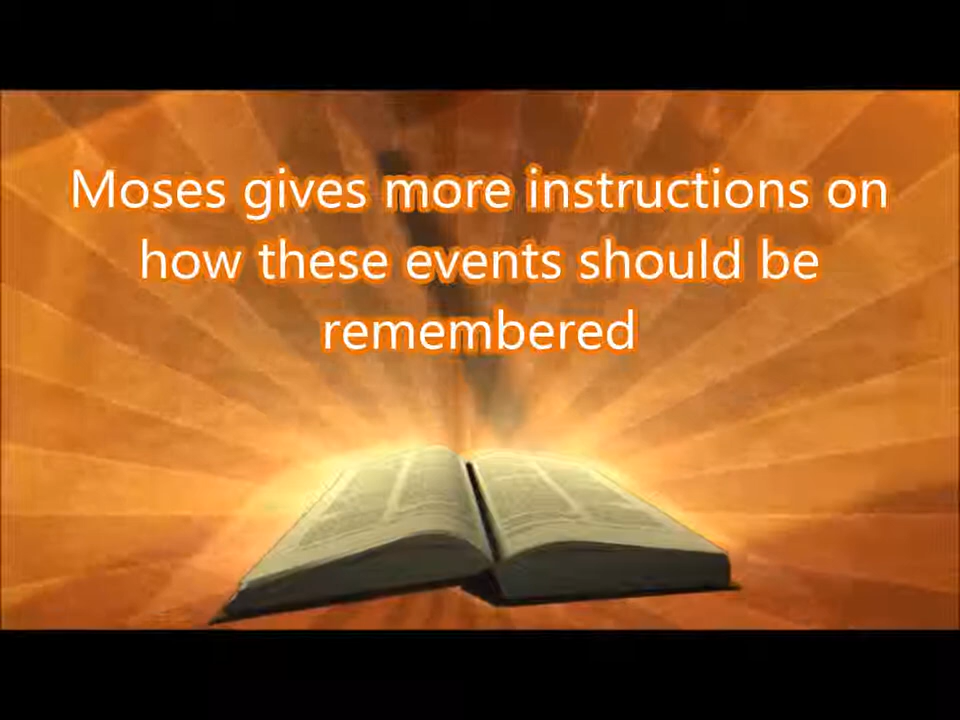 Moses gives more instructions on
how these events should be
remembered